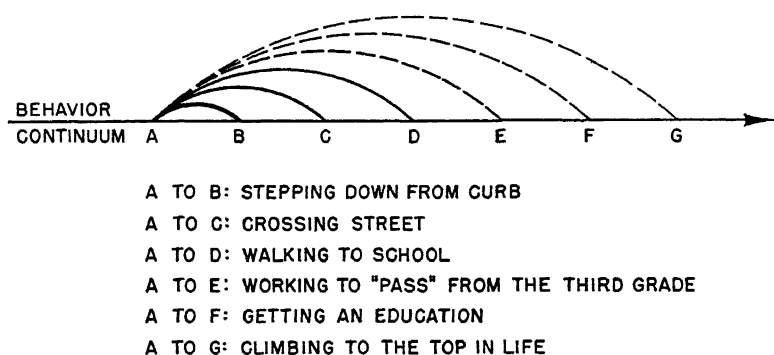 BEHAVIOR
CONTINUUM A B C D E F G
A TO B: STEPPING DOWN FROM CURB
A TO C: CROSSING STREET
A TO D: WALKING TO SCHOOL
A TO E: WORKING TO "PASS" FROM THE THIRD GRADE
A TO F: GETTING AN EDUCATION
A TO G: CLIMBING TO THE TOP IN LIFE